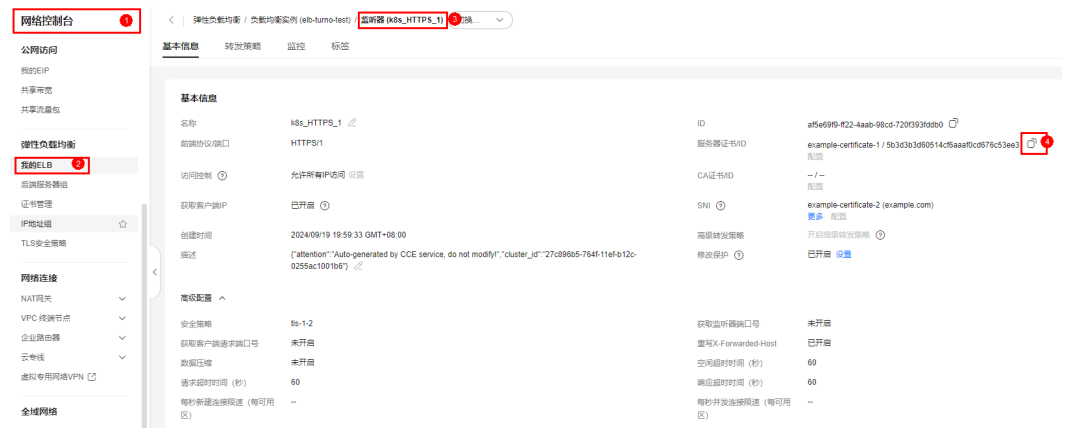 网络控制台
1
公网访问
我的EIP
共享带宽
共享流量包
弹性负载均衡
我的ELB
2
后端服务器组
证书管理
IP地址组
TLS安全策略
网络连接
NAT网关
VPC 终端节点
企业路由器
云专线
虚拟专用网络VPN
全域网络
弹性负载均衡 / 负载均衡实例 (elb-turno-test) / 监听器 (k8s_HTTPS_1) 3 切换...
基本信息 转发策略 监控 标签
基本信息
名称 k8s_HTTPS_1
ID af5e69f9-ff22-4aab-98cd-720f393fddb0
前端协议/端口 HTTPS/1
服务器证书/ID example-certificate-1 / 5b3d3b3d60514cf6aaaf0cd676c53ee3 4
配置
访问控制 允许所有IP访问 设置
CA证书/ID -- / --
配置
获取客户端IP 已开启
SNI example-certificate-2 (example.com)
更多 配置
创建时间 2024/09/19 19:59:33 GMT+08:00
高级转发策略 开启高级转发策略
描述 {"attention":"Auto-generated by CCE service, do not modify!","cluster_id":"27c896b5-764f-11ef-b12c-
0255ac1001b6"}
修改保护 已开启 设置
高级配置
安全策略 tls-1-2
获取监听器端口号 未开启
获取客户端请求端口号 未开启
重写X-Forwarded-Host 已开启
数据压缩 未开启
空闲超时时间（秒） 60
请求超时时间（秒） 60
响应超时时间（秒） 60
每秒新建连接限速（每可用
区） --
每秒并发连接限速（每可用
区） --